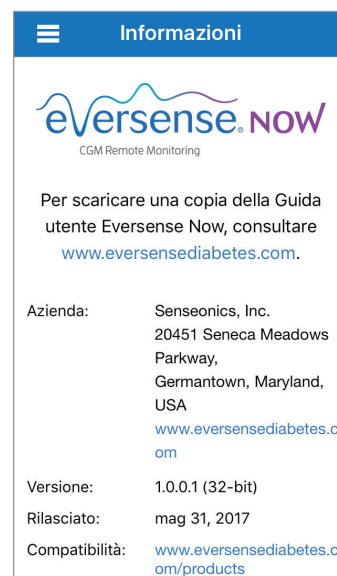 Informazioni
eversense® NOW
CGM Remote Monitoring
Per scaricare una copia della Guida
utente Eversense Now, consultare
www.eversensediabetes.com.
Azienda: Senseonics, Inc.
20451 Seneca Meadows
Parkway,
Germantown, Maryland,
USA
www.eversensediabetes.c
om
Versione: 1.0.0.1 (32-bit)
Rilasciato: mag 31, 2017
Compatibilità: www.eversensediabetes.c
om/products